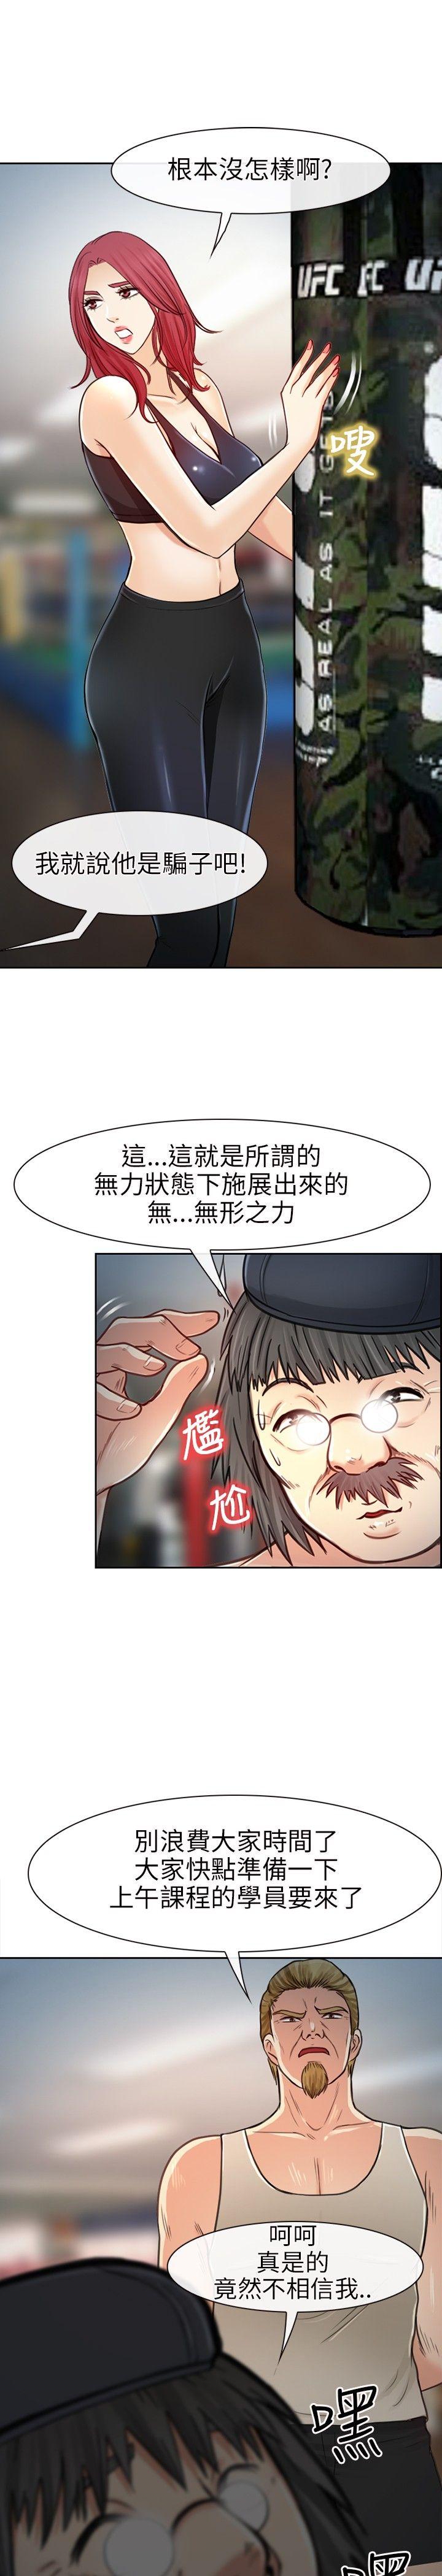 根本沒怎樣啊?
UFC FC UF
嗖
AS REAL AS IT GETS
我就說他是騙子吧!
這...這就是所謂的
無力狀態下施展出來的
無...無形之力
尷
尬
別浪費大家時間了
大家快點準備一下
上午課程的學員要來了
呵呵
真是的
竟然不相信我..
嘿